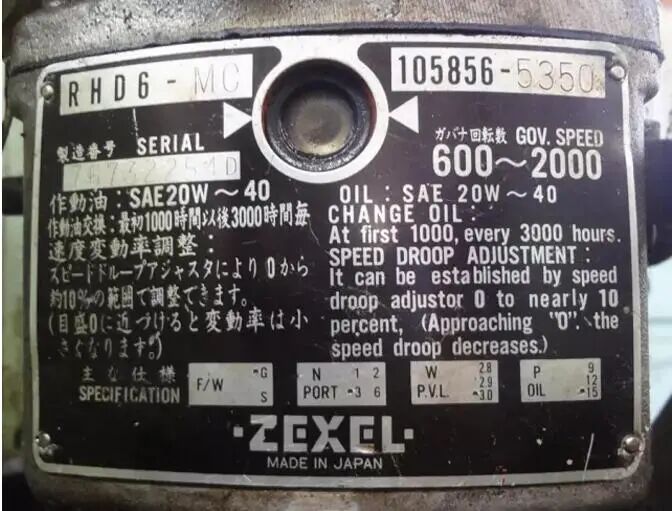 RHD6-MC
105856-5350
製造番号 SERIAL
ガバナ回転数 GOV. SPEED
600～2000
作動油：SAE20W～40
作動油交換：最初1000時間以後3000時間毎
速度変動率調整：
スピードドループアジャスタにより0から
約10%の範囲で調整できます。
(目盛0に近づけると変動率は小
さくなります。)
OIL : SAE 20W～40
CHANGE OIL :
At first 1000, every 3000 hours.
SPEED DROOP ADJUSTMENT :
It can be established by speed
droop adjustor 0 to nearly 10
percent, (Approaching "0". the
speed droop decreases.)
主な仕様
SPECIFICATION
F/W G S
N PORT 1 2 3 6
W P.V.L. 2.8 2.9 3.0
P OIL 9 12 15
·ZEXEL·
MADE IN JAPAN